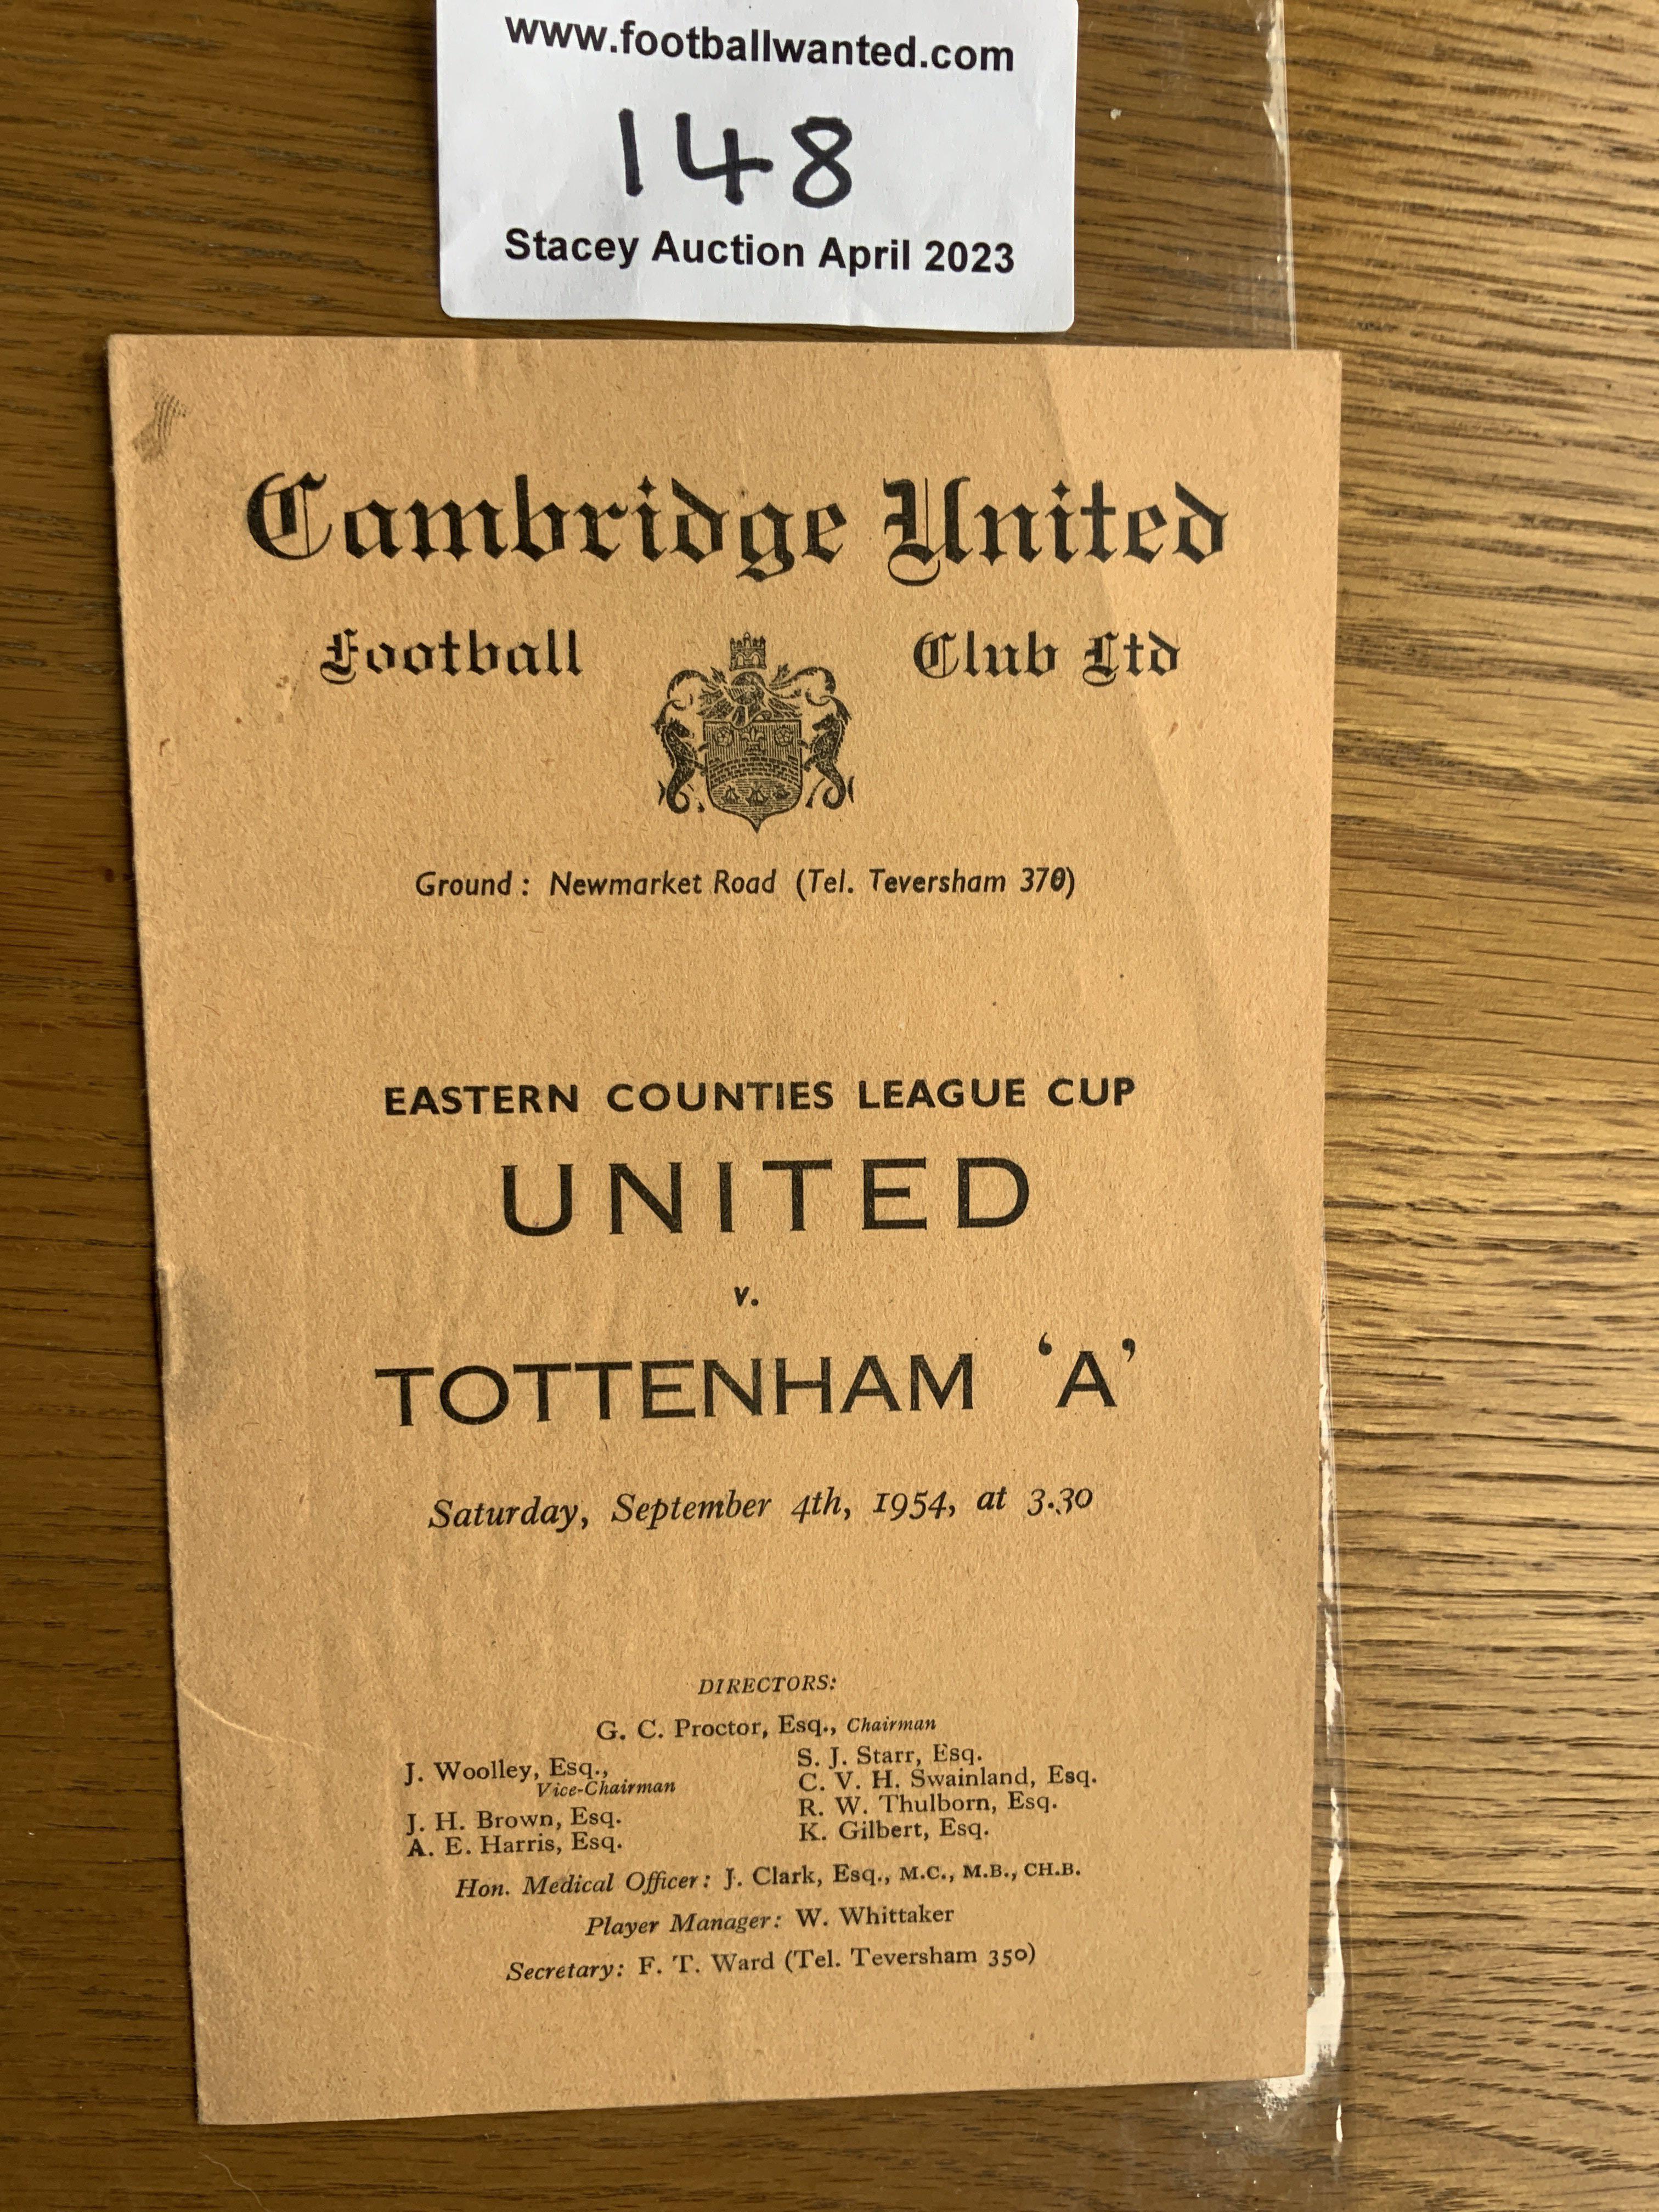 www.footballwanted.com
148
Stacey Auction April 2023
Cambridge United
Football Club Ltd
Ground : Newmarket Road (Tel. Teversham 370)
EASTERN COUNTIES LEAGUE CUP
UNITED
v.
TOTTENHAM ‘A’
Saturday, September 4th, 1954, at 3.30
DIRECTORS:
G. C. Proctor, Esq., Chairman
J. Woolley, Esq.,
Vice-Chairman
J. H. Brown, Esq.
A. E. Harris, Esq.
S. J. Starr, Esq.
C. V. H. Swainland, Esq.
R. W. Thulborn, Esq.
K. Gilbert, Esq.
Hon. Medical Officer: J. Clark, Esq., M.C., M.B., CH.B.
Player Manager: W. Whittaker
Secretary: F. T. Ward (Tel. Teversham 350)